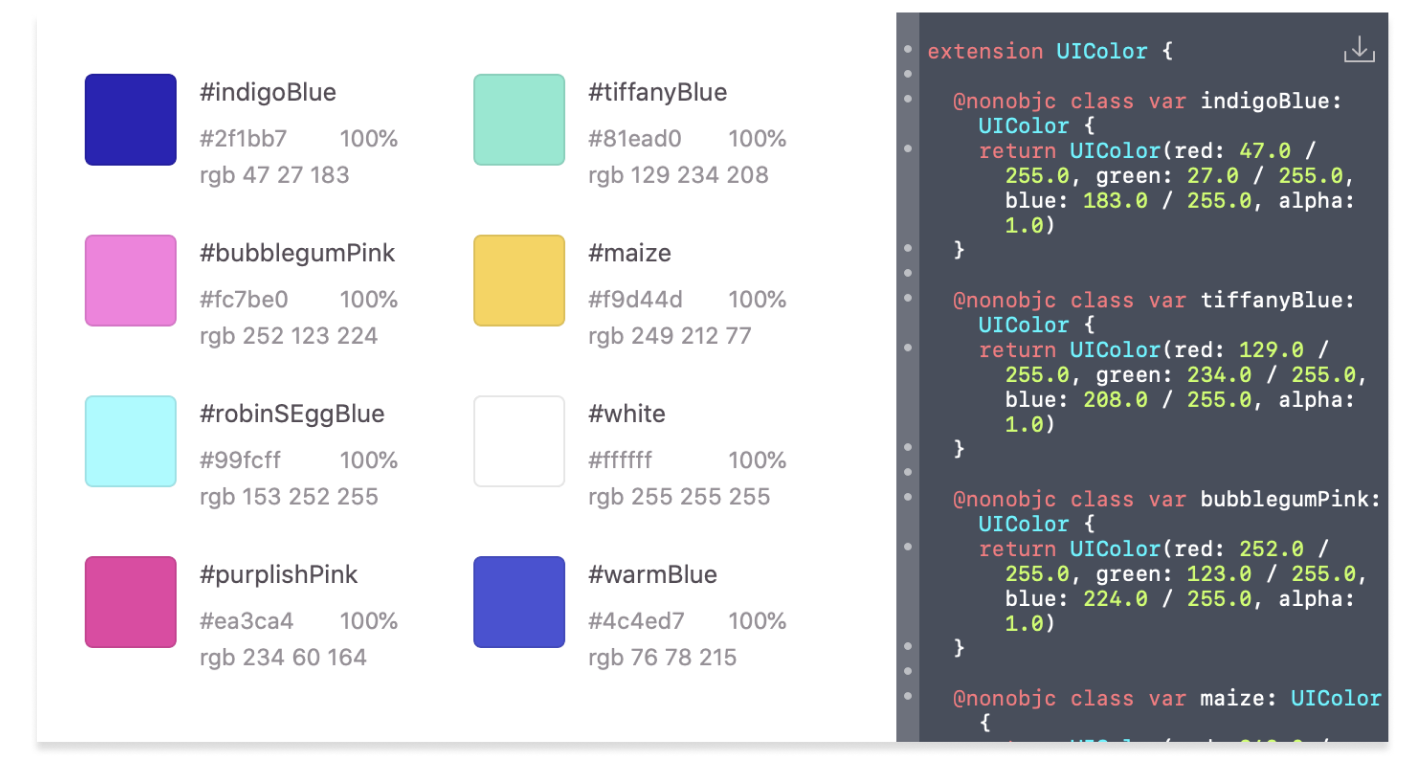 #indigoBlue
#2f1bb7 100%
rgb 47 27 183
#tiffanyBlue
#81ead0 100%
rgb 129 234 208
#bubblegumPink
#fc7be0 100%
rgb 252 123 224
#maize
#f9d44d 100%
rgb 249 212 77
#robinSEggBlue
#99fcff 100%
rgb 153 252 255
#white
#ffffff 100%
rgb 255 255 255
#purplishPink
#ea3ca4 100%
rgb 234 60 164
#warmBlue
#4c4ed7 100%
rgb 76 78 215
extension UIColor {
@nonobjc class var indigoBlue:
UIColor {
return UIColor(red: 47.0 /
255.0, green: 27.0 / 255.0,
blue: 183.0 / 255.0, alpha:
1.0)
}
@nonobjc class var tiffanyBlue:
UIColor {
return UIColor(red: 129.0 /
255.0, green: 234.0 / 255.0,
blue: 208.0 / 255.0, alpha:
1.0)
}
@nonobjc class var bubblegumPink:
UIColor {
return UIColor(red: 252.0 /
255.0, green: 123.0 / 255.0,
blue: 224.0 / 255.0, alpha:
1.0)
}
@nonobjc class var maize: UIColor
{